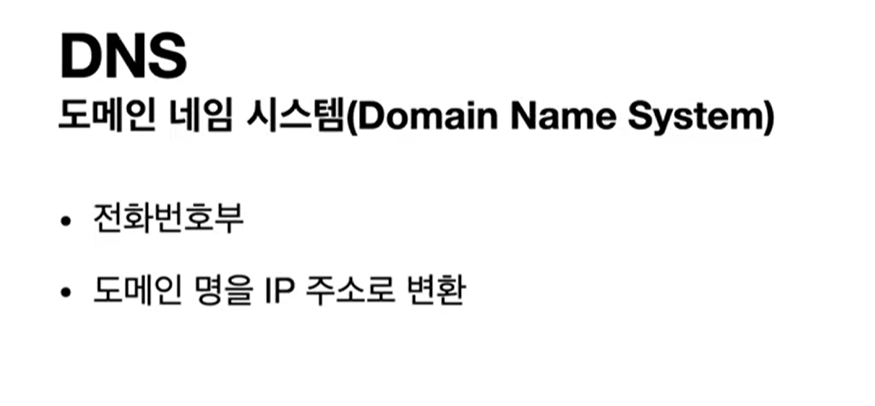 DNS
도메인 네임 시스템(Domain Name System)
• 전화번호부
• 도메인 명을 IP 주소로 변환